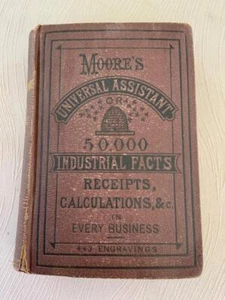 MOORE'S
UNIVERSAL ASSISTANT
OR
50,000
INDUSTRIAL FACTS
RECEIPTS,
CALCULATIONS, &c.
IN
EVERY BUSINESS
443 ENGRAVINGS